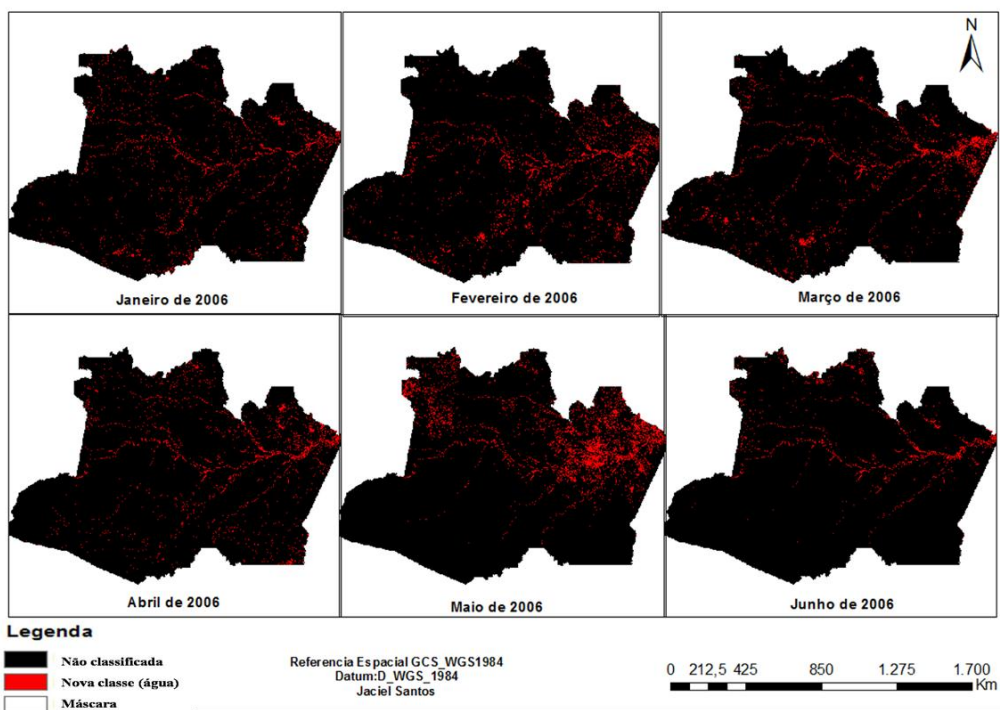 N
Janeiro de 2006
Fevereiro de 2006
Março de 2006
Abril de 2006
Maio de 2006
Junho de 2006
Legenda
Não classificada
Nova classe (água)
Máscara
Referencia Espacial GCS_WGS1984
Datum:D_WGS_1984
Jaciel Santos
0 212,5 425 850 1.275 1.700
Km